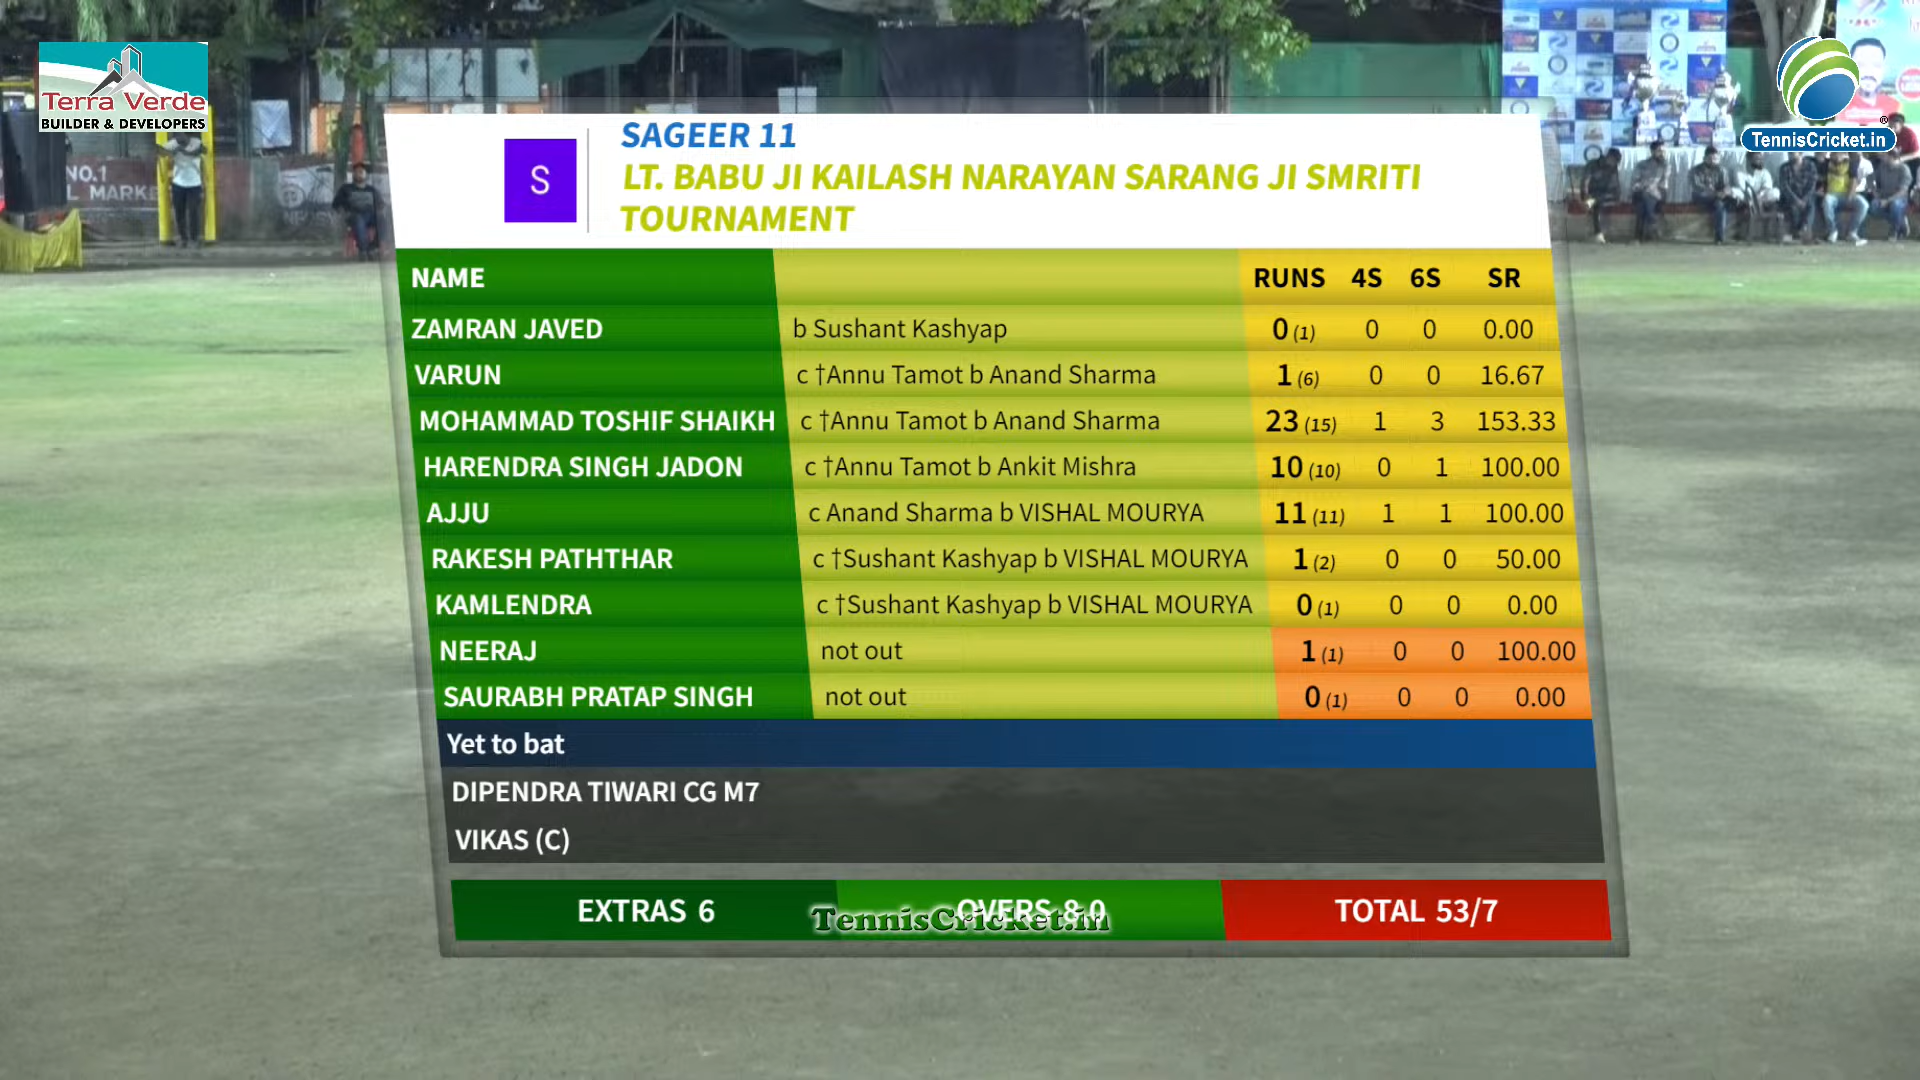 Terra Verde
BUILDER & DEVELOPERS
TennisCricket.in
NO.1
L MARKE
SAGEER 11
S
LT. BABU JI KAILASH NARAYAN SARANG JI SMRITI
TOURNAMENT
NAME RUNS 4S 6S SR
ZAMRAN JAVED b Sushant Kashyap 0 (1) 0 0 0.00
VARUN c †Annu Tamot b Anand Sharma 1 (6) 0 0 16.67
MOHAMMAD TOSHIF SHAIKH c †Annu Tamot b Anand Sharma 23 (15) 1 3 153.33
HARENDRA SINGH JADON c †Annu Tamot b Ankit Mishra 10 (10) 0 1 100.00
AJJU c Anand Sharma b VISHAL MOURYA 11 (11) 1 1 100.00
RAKESH PATHTHAR c †Sushant Kashyap b VISHAL MOURYA 1 (2) 0 0 50.00
KAMLENDRA c †Sushant Kashyap b VISHAL MOURYA 0 (1) 0 0 0.00
NEERAJ not out 1 (1) 0 0 100.00
SAURABH PRATAP SINGH not out 0 (1) 0 0 0.00
Yet to bat
DIPENDRA TIWARI CG M7
VIKAS (C)
EXTRAS 6 OVERS 8.0 TOTAL 53/7
TennisCricket.in